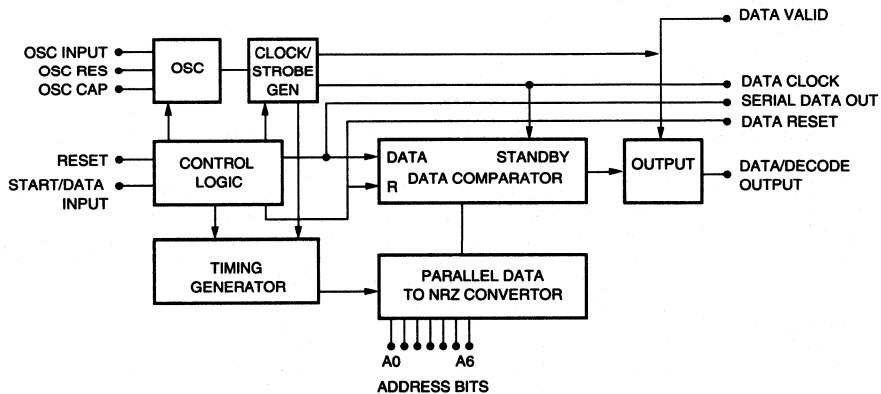 DATA VALID
OSC INPUT
OSC RES
OSC CAP
OSC
CLOCK/
STROBE
GEN
DATA CLOCK
SERIAL DATA OUT
DATA RESET
RESET
START/DATA
INPUT
CONTROL
LOGIC
DATA STANDBY
DATA COMPARATOR
R
OUTPUT
DATA/DECODE
OUTPUT
TIMING
GENERATOR
PARALLEL DATA
TO NRZ CONVERTOR
A0 A6
ADDRESS BITS